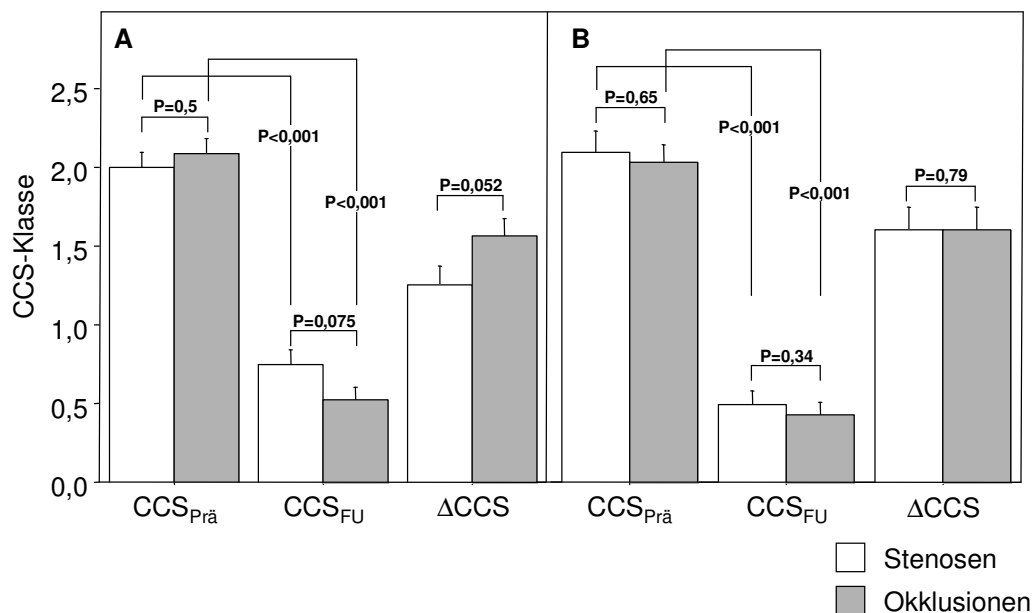 A
B
CCS-Klasse
2,5
2,0
1,5
1,0
0,5
0,0
P=0,5
P<0,001
P<0,001
P=0,052
P=0,075
P=0,65
P<0,001
P<0,001
P=0,79
P=0,34
CCSPrä
CCSFU
ΔCCS
CCSPrä
CCSFU
ΔCCS
Stenosen
Okklusionen